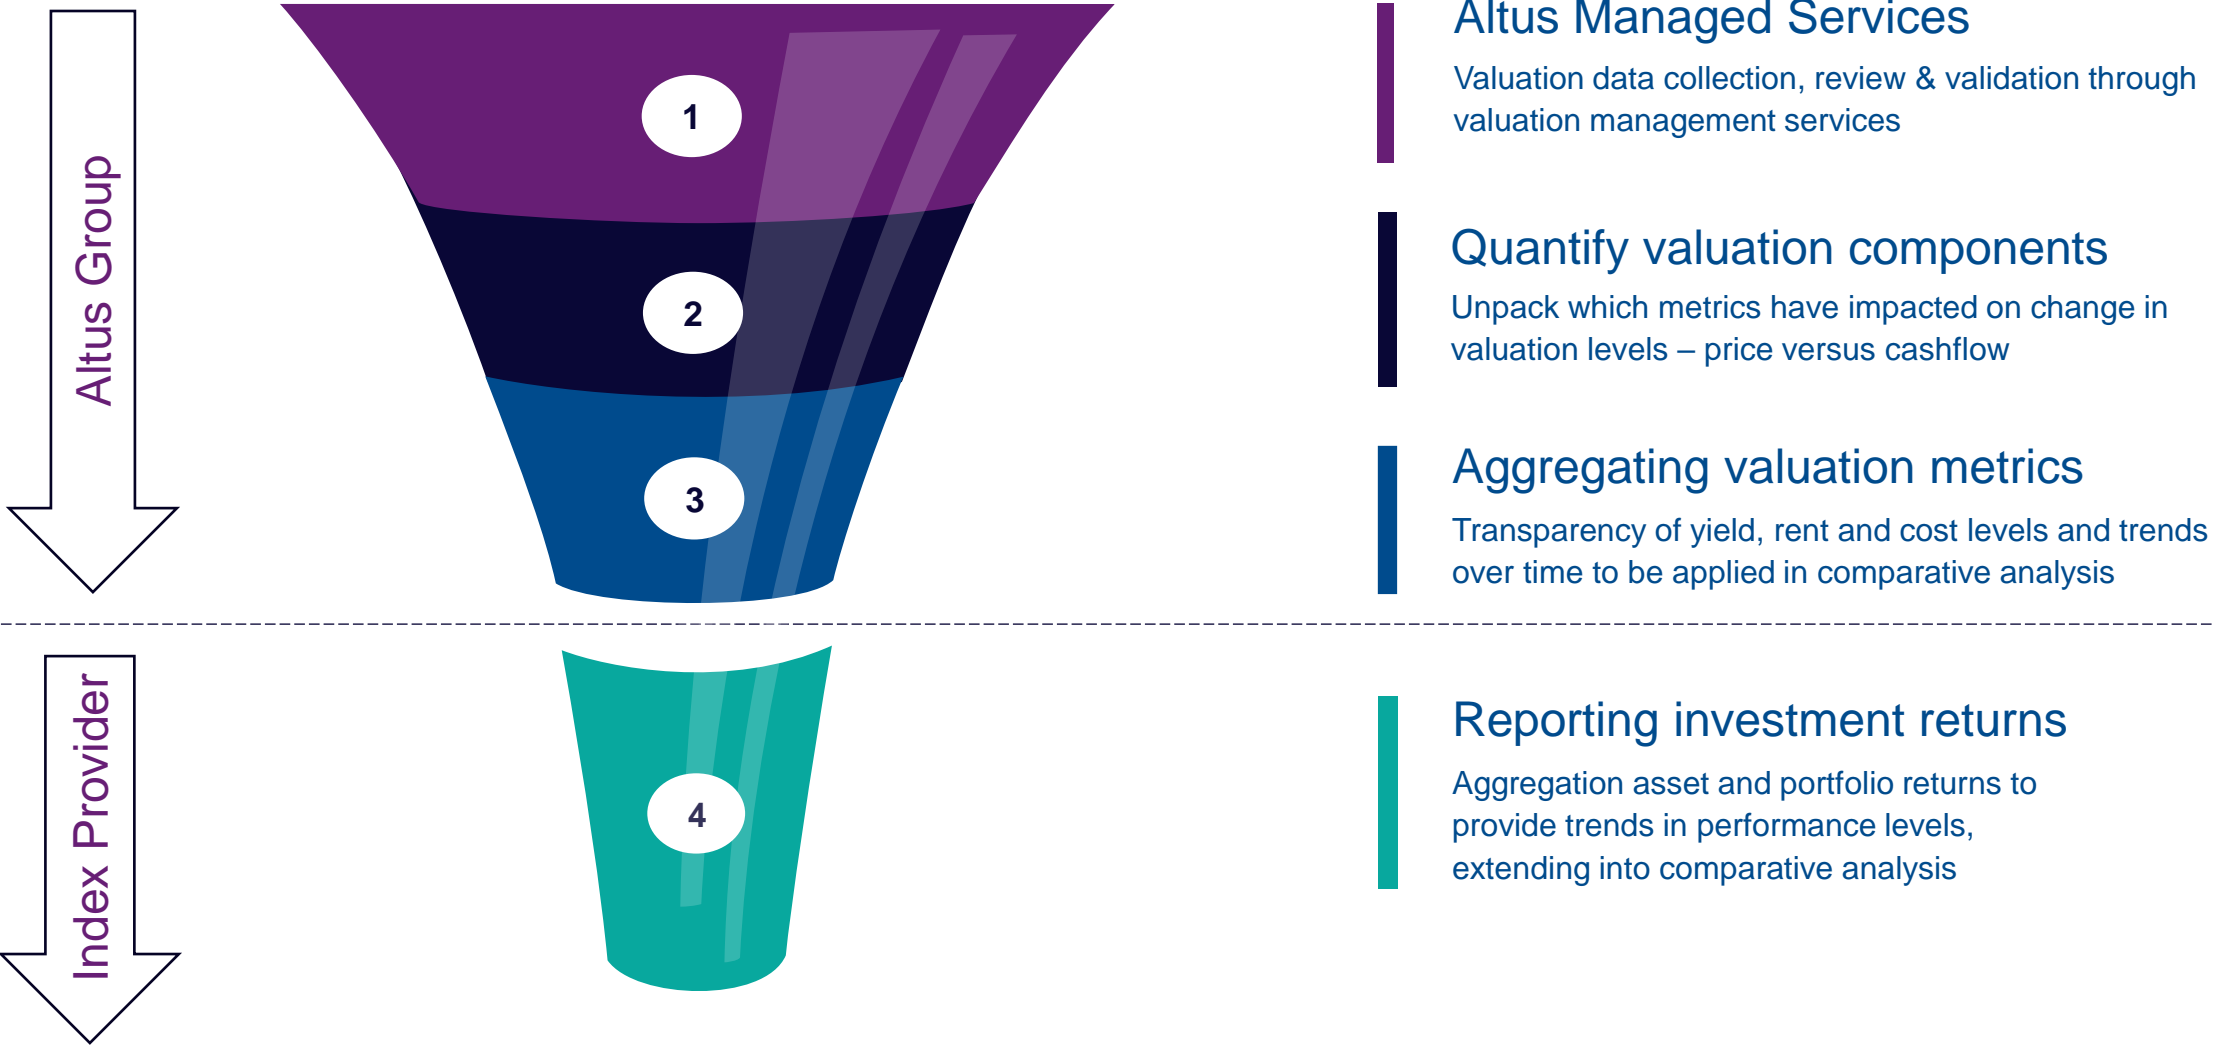 Altus Group
1
Altus Managed Services
Valuation data collection, review & validation through
valuation management services
2
Quantify valuation components
Unpack which metrics have impacted on change in
valuation levels – price versus cashflow
3
Aggregating valuation metrics
Transparency of yield, rent and cost levels and trends
over time to be applied in comparative analysis
Index Provider
4
Reporting investment returns
Aggregation asset and portfolio returns to
provide trends in performance levels,
extending into comparative analysis